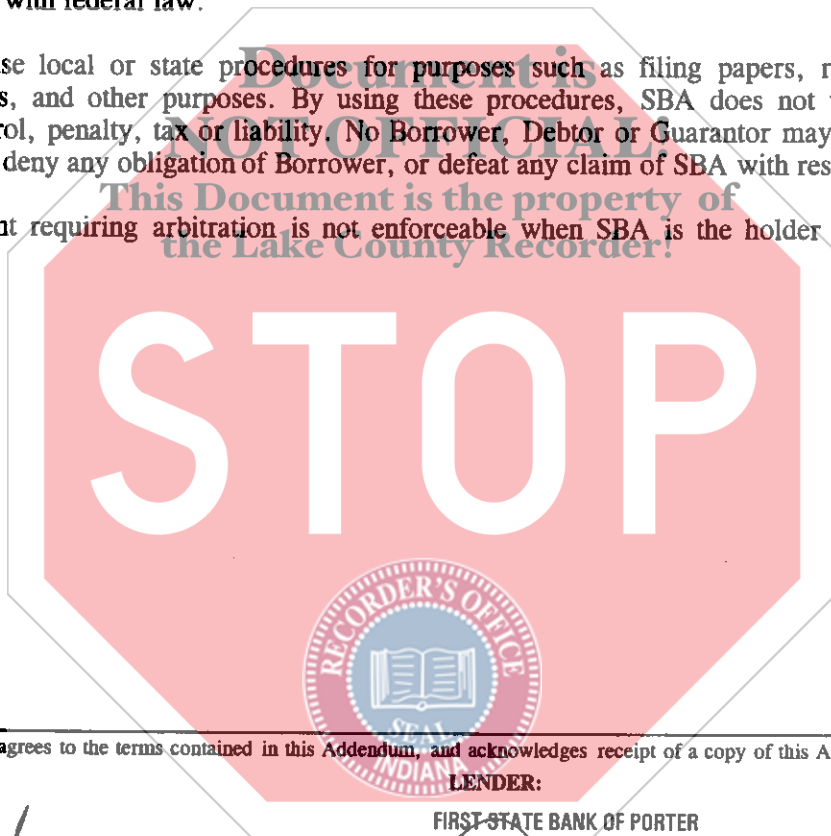 with federal law.
Document is
se local or state procedures for purposes such as filing papers, r
s, and other purposes. By using these procedures, SBA does not
rol, penalty, tax or liability. No Borrower, Debtor or Guarantor may
NOT OFFICIAL!
deny any obligation of Borrower, or defeat any claim of SBA with res
This Document is the property of
nt requiring arbitration is not enforceable when SBA is the holder
the Lake County Recorder!
STOP
RECORDER'S OFFICE
SEAL
INDIANA
agrees to the terms contained in this Addendum, and acknowledges receipt of a copy of this A
LENDER:
FIRST STATE BANK OF PORTER